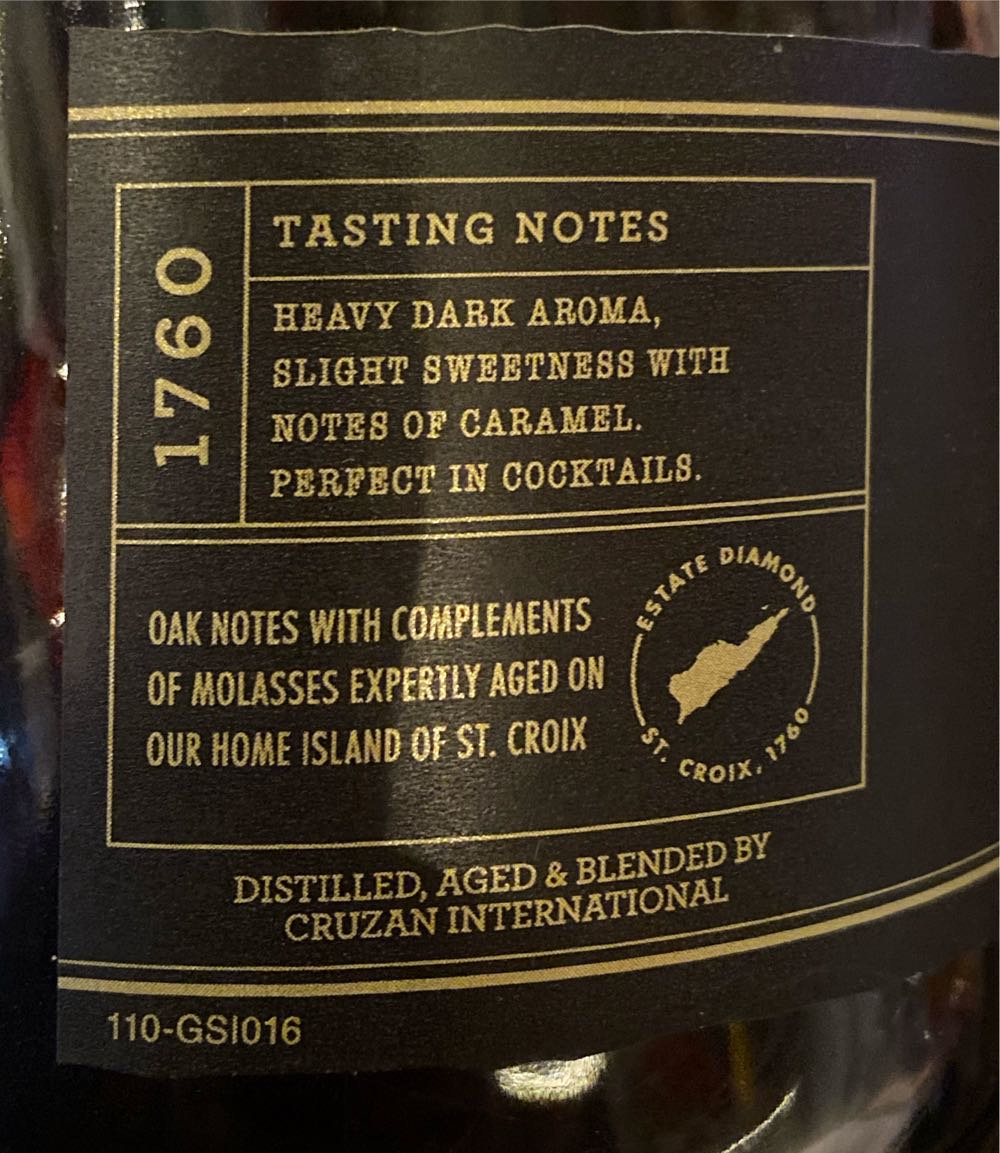 1760
TASTING NOTES
HEAVY DARK AROMA,
SLIGHT SWEETNESS WITH
NOTES OF CARAMEL.
PERFECT IN COCKTAILS.
OAK NOTES WITH COMPLEMENTS
OF MOLASSES EXPERTLY AGED ON
OUR HOME ISLAND OF ST. CROIX
ESTATE DIAMOND
ST. CROIX, 1760
DISTILLED, AGED & BLENDED BY
CRUZAN INTERNATIONAL
110-GSI016